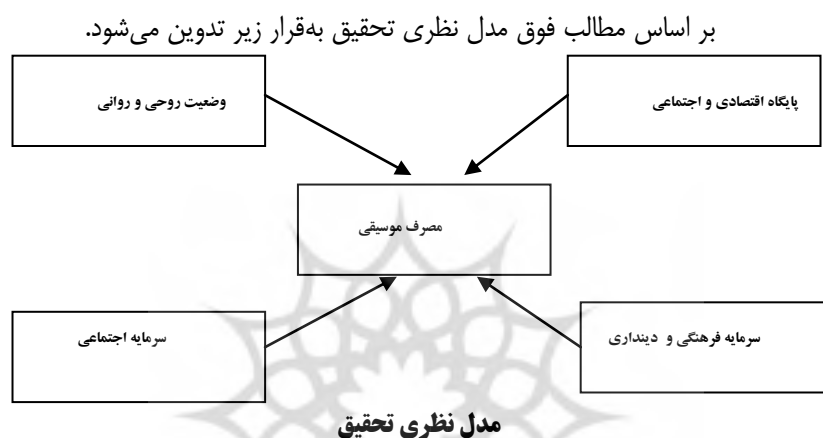 بر اساس مطالب فوق مدل نظری تحقیق به‌قرار زیر تدوین می‌شود.
پایگاه اقتصادی و اجتماعی
وضعیت روحی و روانی
مصرف موسیقی
سرمایه فرهنگی و دینداری
سرمایه اجتماعی
مدل نظری تحقیق